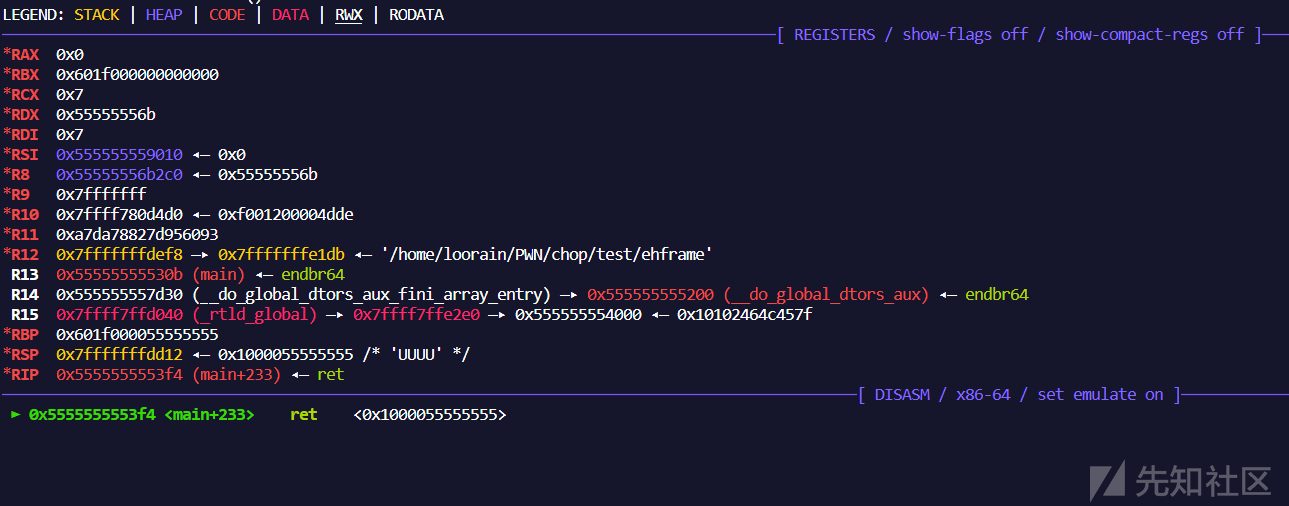 LEGEND: STACK | HEAP | CODE | DATA | RWX | RODATA
[ REGISTERS / show-flags off / show-compact-regs off ]
*RAX 0x0
*RBX 0x601f000000000000
*RCX 0x7
*RDX 0x55555556b
*RDI 0x7
*RSI 0x555555559010 ◂— 0x0
*R8 0x55555556b2c0 ◂— 0x55555556b
*R9 0x7fffffff
*R10 0x7ffff780d4d0 ◂— 0xf001200004dde
*R11 0xa7da78827d956093
*R12 0x7fffffffdef8 —▸ 0x7fffffffe1db ◂— '/home/loorain/PWN/chop/test/ehframe'
R13 0x55555555530b (main) ◂— endbr64
R14 0x555555557d30 (__do_global_dtors_aux_fini_array_entry) —▸ 0x555555555200 (__do_global_dtors_aux) ◂— endbr64
R15 0x7ffff7ffd040 (_rtld_global) —▸ 0x7ffff7ffe2e0 —▸ 0x555555554000 ◂— 0x10102464c457f
*RBP 0x601f000055555555
*RSP 0x7fffffffdd12 ◂— 0x1000055555555 /* 'UUUU' */
*RIP 0x5555555553f4 (main+233) ◂— ret
[ DISASM / x86-64 / set emulate on ]
► 0x5555555553f4 <main+233> ret <0x1000055555555>
先知社区